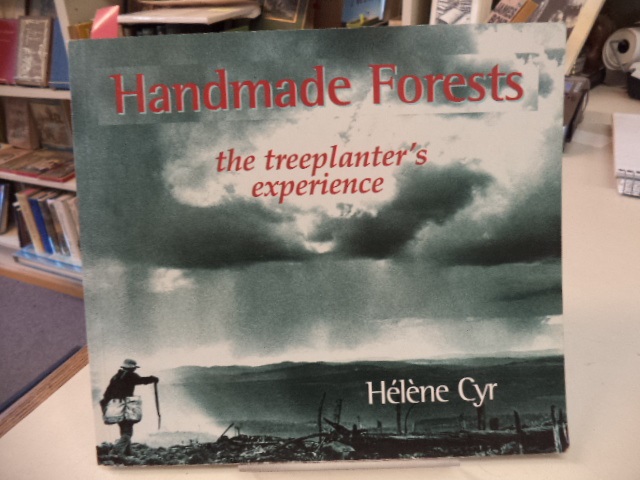 Handmade Forests
the treeplanter's
experience
Hélène Cyr